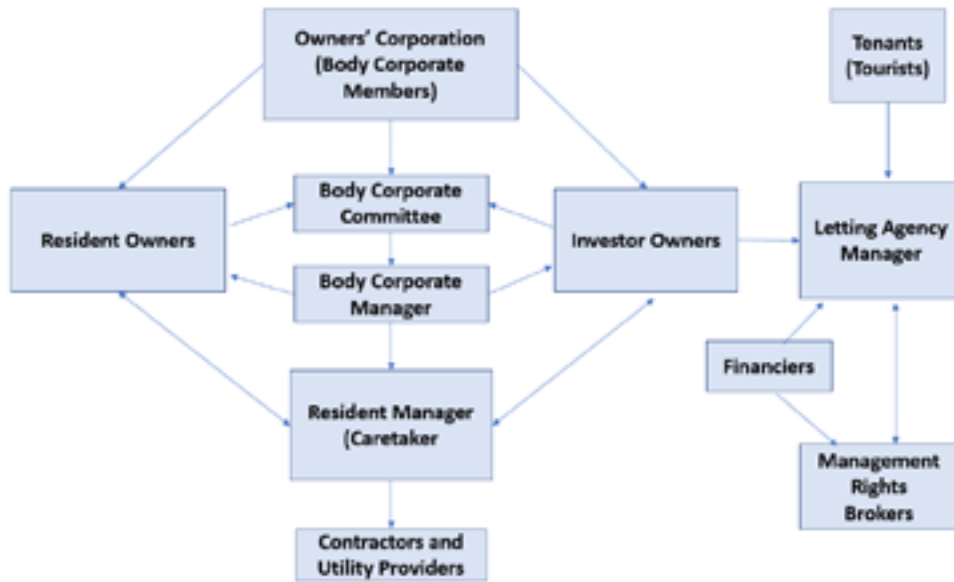 Owners' Corporation
(Body Corporate
Members)
Tenants
(Tourists)
Body Corporate
Committee
Resident Owners
Investor Owners
Letting Agency
Manager
Body Corporate
Manager
Financiers
Resident Manager
(Caretaker
Management
Rights
Brokers
Contractors and
Utility Providers